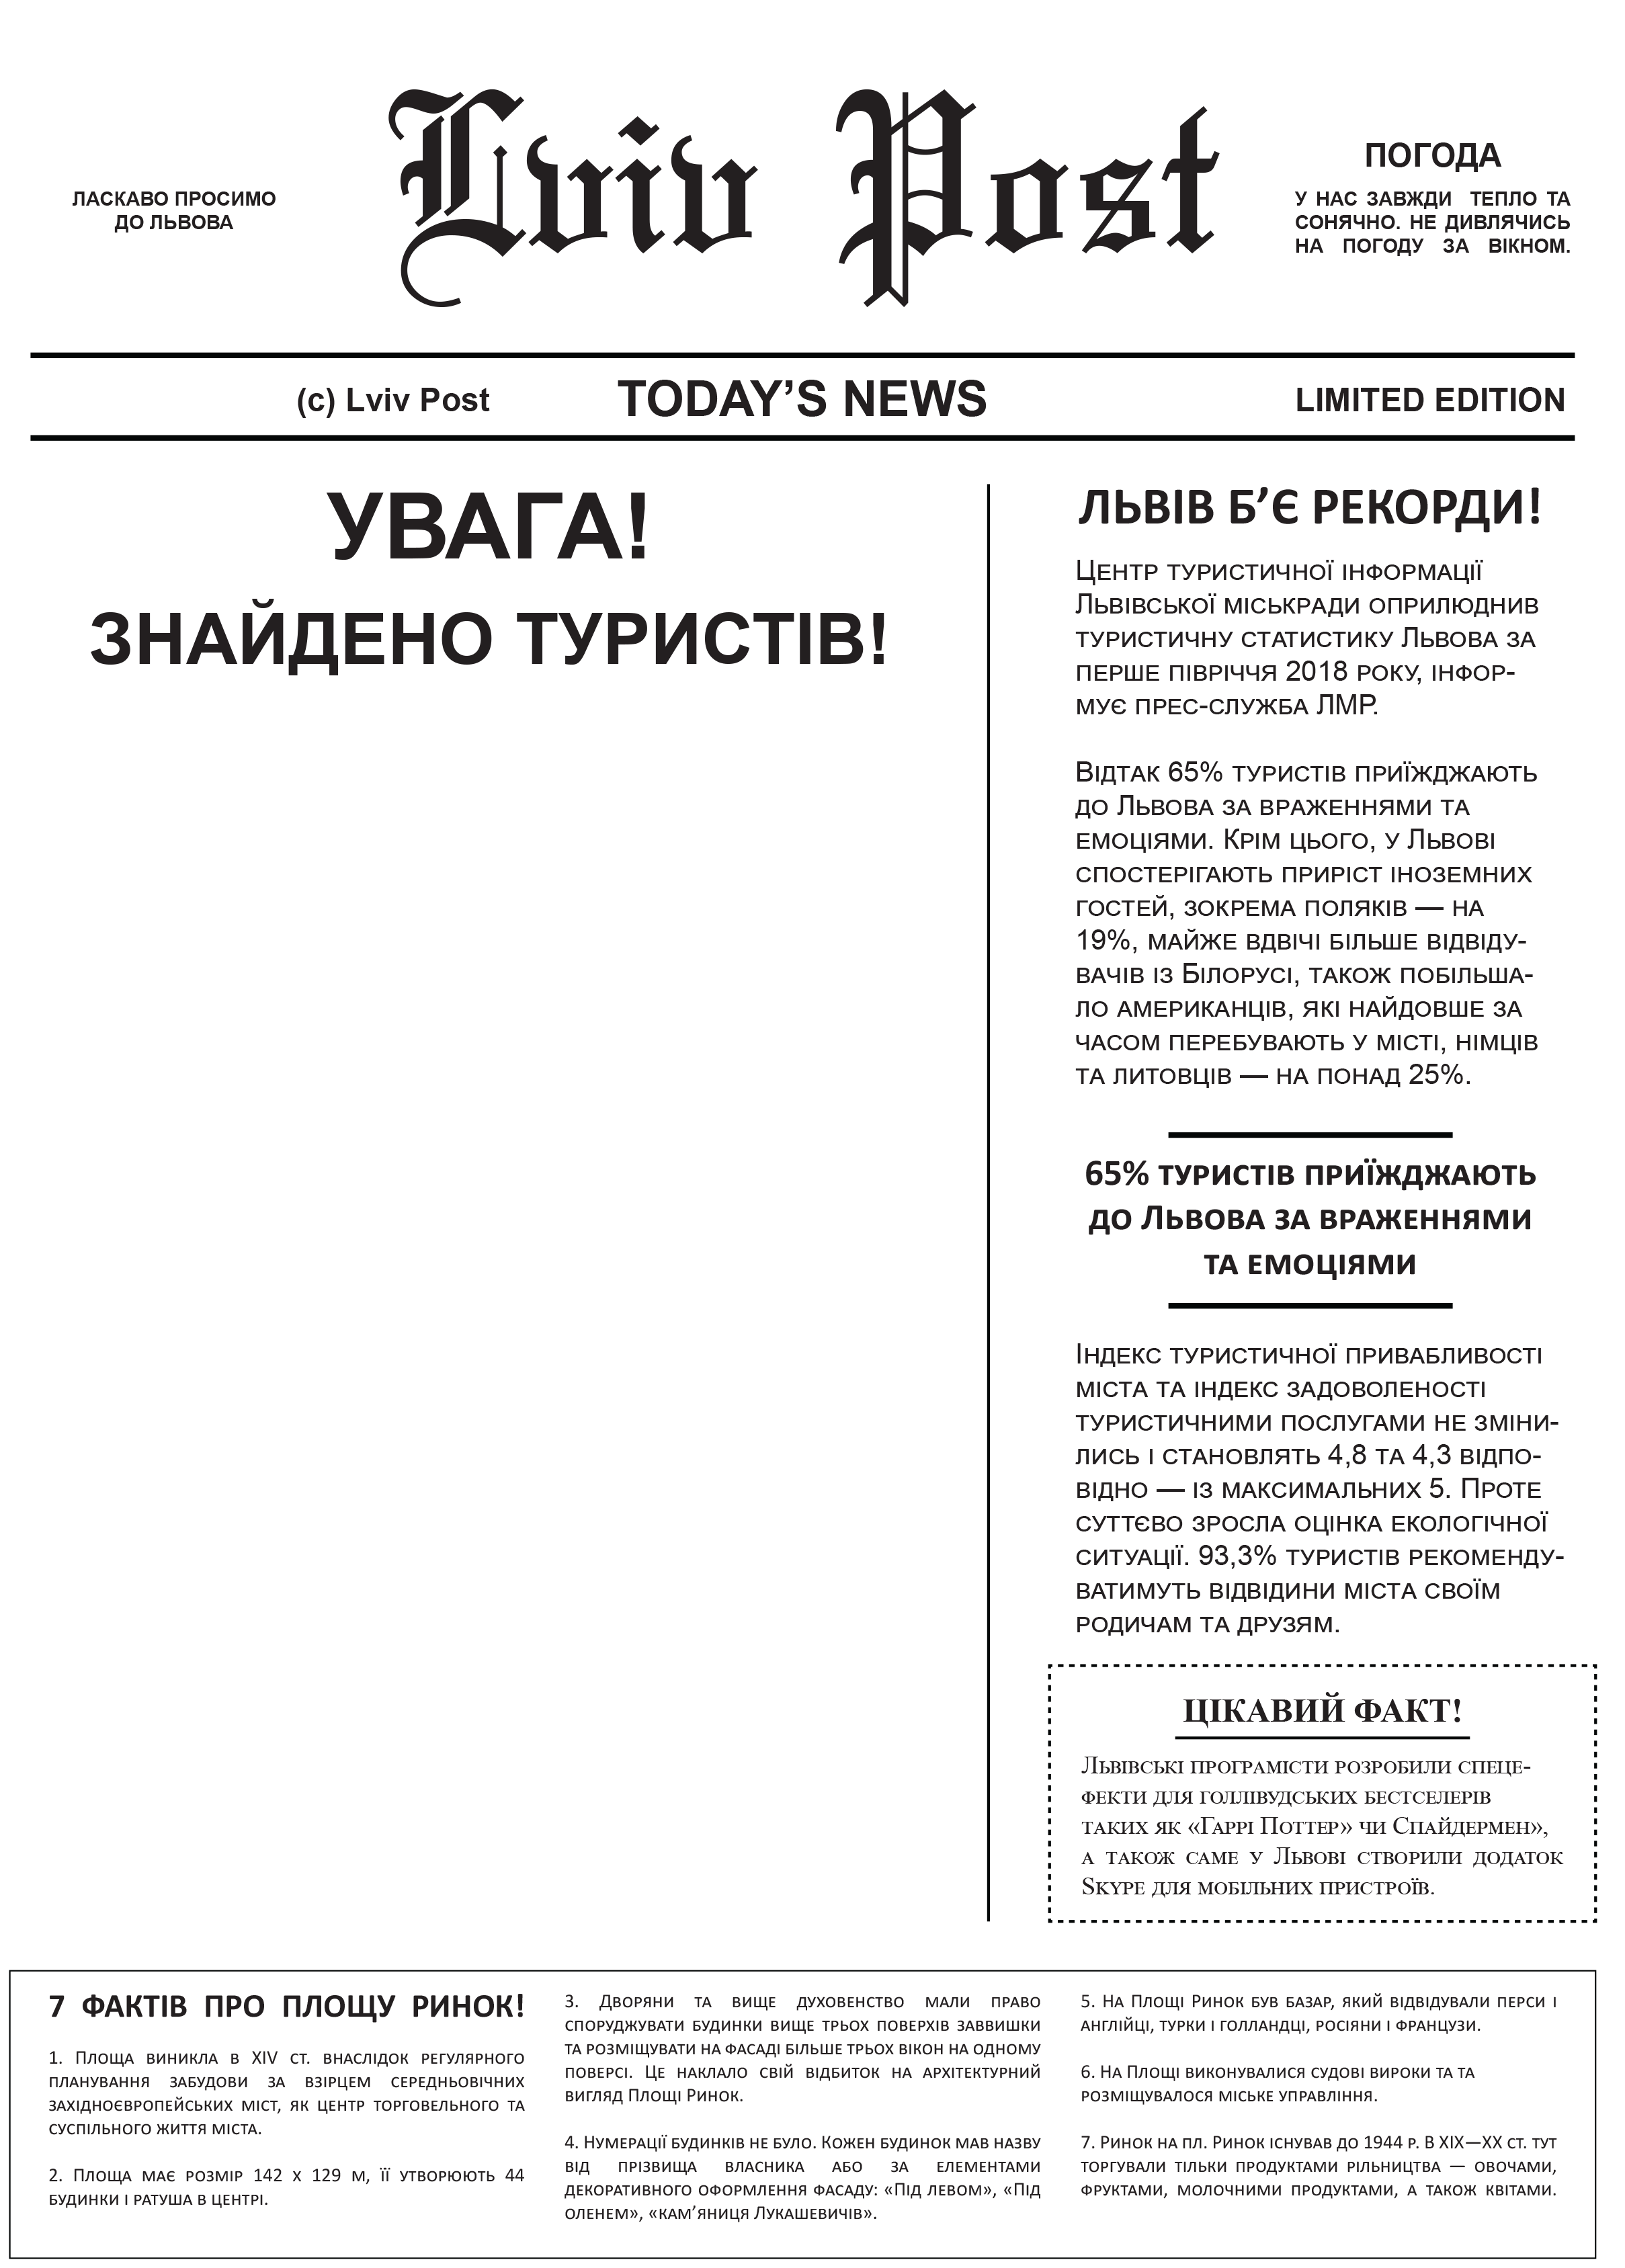 ЛАСКАВО ПРОСИМО
ДО ЛЬВОВА
Lviv Post
ПОГОДА
У НАС ЗАВЖДИ ТЕПЛО ТА
СОНЯЧНО. НЕ ДИВЛЯЧИСЬ
НА ПОГОДУ ЗА ВІКНОМ.
(c) Lviv Post
TODAY’S NEWS
LIMITED EDITION
УВАГА!
ЗНАЙДЕНО ТУРИСТІВ!
ЛЬВІВ Б’Є РЕКОРДИ!
Центр туристичної інформації
Львівської міськради оприлюднив
туристичну статистику Львова за
перше півріччя 2018 року, інфор-
мує прес-служба ЛМР.
Відтак 65% туристів приїжджають
до Львова за враженнями та
емоціями. Крім цього, у Львові
спостерігають приріст іноземних
гостей, зокрема поляків — на
19%, майже вдвічі більше відвіду-
вачів із Білорусі, також побільша-
ло американців, які найдовше за
часом перебувають у місті, німців
та литовців — на понад 25%.
65% туристів приїжджають
до Львова за враженнями
та емоціями
Індекс туристичної привабливості
міста та індекс задоволеності
туристичними послугами не зміни-
лись і становлять 4,8 та 4,3 відпо-
відно — із максимальних 5. Проте
суттєво зросла оцінка екологічної
ситуації. 93,3% туристів рекоменду-
ватимуть відвідини міста своїм
родичам та друзям.
ЦІКАВИЙ ФАКТ!
Львівські програмісти розробили спеце-
фекти для голлівудських бестселерів
таких як «Гаррі Поттер» чи Спайдермен»,
а також саме у Львові створили додаток
Skype для мобільних пристроїв.
7 ФАКТІВ ПРО ПЛОЩУ РИНОК!
1. Площа виникла в XIV ст. внаслідок регулярного
планування забудови за взірцем середньовічних
західноєвропейських міст, як центр торговельного та
суспільного життя міста.
2. Площа має розмір 142 х 129 м, її утворюють 44
будинки і ратуша в центрі.
3. Дворяни та вище духовенство мали право
споруджувати будинки вище трьох поверхів заввишки
та розміщувати на фасаді більше трьох вікон на одному
поверсі. Це наклало свій відбиток на архітектурний
вигляд Площі Ринок.
4. Нумерації будинків не було. Кожен будинок мав назву
від прізвища власника або за елементами
декоративного оформлення фасаду: «Під левом», «Під
оленем», «кам’яниця Лукашевичів».
5. На Площі Ринок був базар, який відвідували перси і
англійці, турки і голландці, росіяни і французи.
6. На Площі виконувалися судові вироки та та
розміщувалося міське управління.
7. Ринок на пл. Ринок існував до 1944 р. В XIX—XX ст. тут
торгували тільки продуктами рільництва — овочами,
фруктами, молочними продуктами, а також квітами.